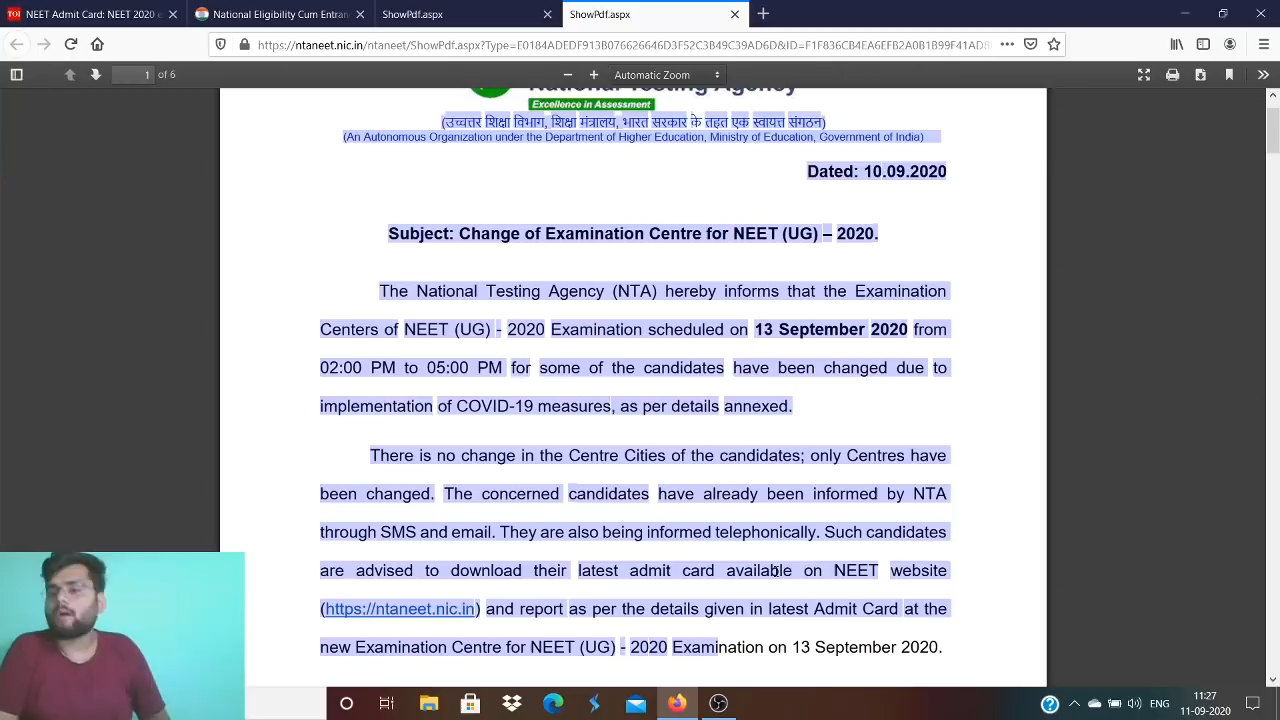 NEET Admit Card: NEET 2020 e
National Eligibility Cum Entran
ShowPdf.aspx
ShowPdf.aspx
https://ntaneet.nic.in/ntaneet/ShowPdf.aspx?Type=E0184ADFDF913B076626646D3F52C3B49C39AD6D&ID=F1F836CB4EA6EFB2A0B1B99F41AD8
1 of 6
Automatic Zoom
National Testing Agency
Excellence in Assessment
(उच्चतर शिक्षा विभाग, शिक्षा मंत्रालय, भारत सरकार के तहत एक स्वायत्त संगठन)
(An Autonomous Organization under the Department of Higher Education, Ministry of Education, Government of India)
Dated: 10.09.2020
Subject: Change of Examination Centre for NEET (UG) – 2020.
The National Testing Agency (NTA) hereby informs that the Examination
Centers of NEET (UG) - 2020 Examination scheduled on 13 September 2020 from
02:00 PM to 05:00 PM for some of the candidates have been changed due to
implementation of COVID-19 measures, as per details annexed.
There is no change in the Centre Cities of the candidates; only Centres have
been changed. The concerned candidates have already been informed by NTA
through SMS and email. They are also being informed telephonically. Such candidates
are advised to download their latest admit card available on NEET website
(https://ntaneet.nic.in) and report as per the details given in latest Admit Card at the
new Examination Centre for NEET (UG) - 2020 Examination on 13 September 2020.
ENG
11:27
11-09-2020